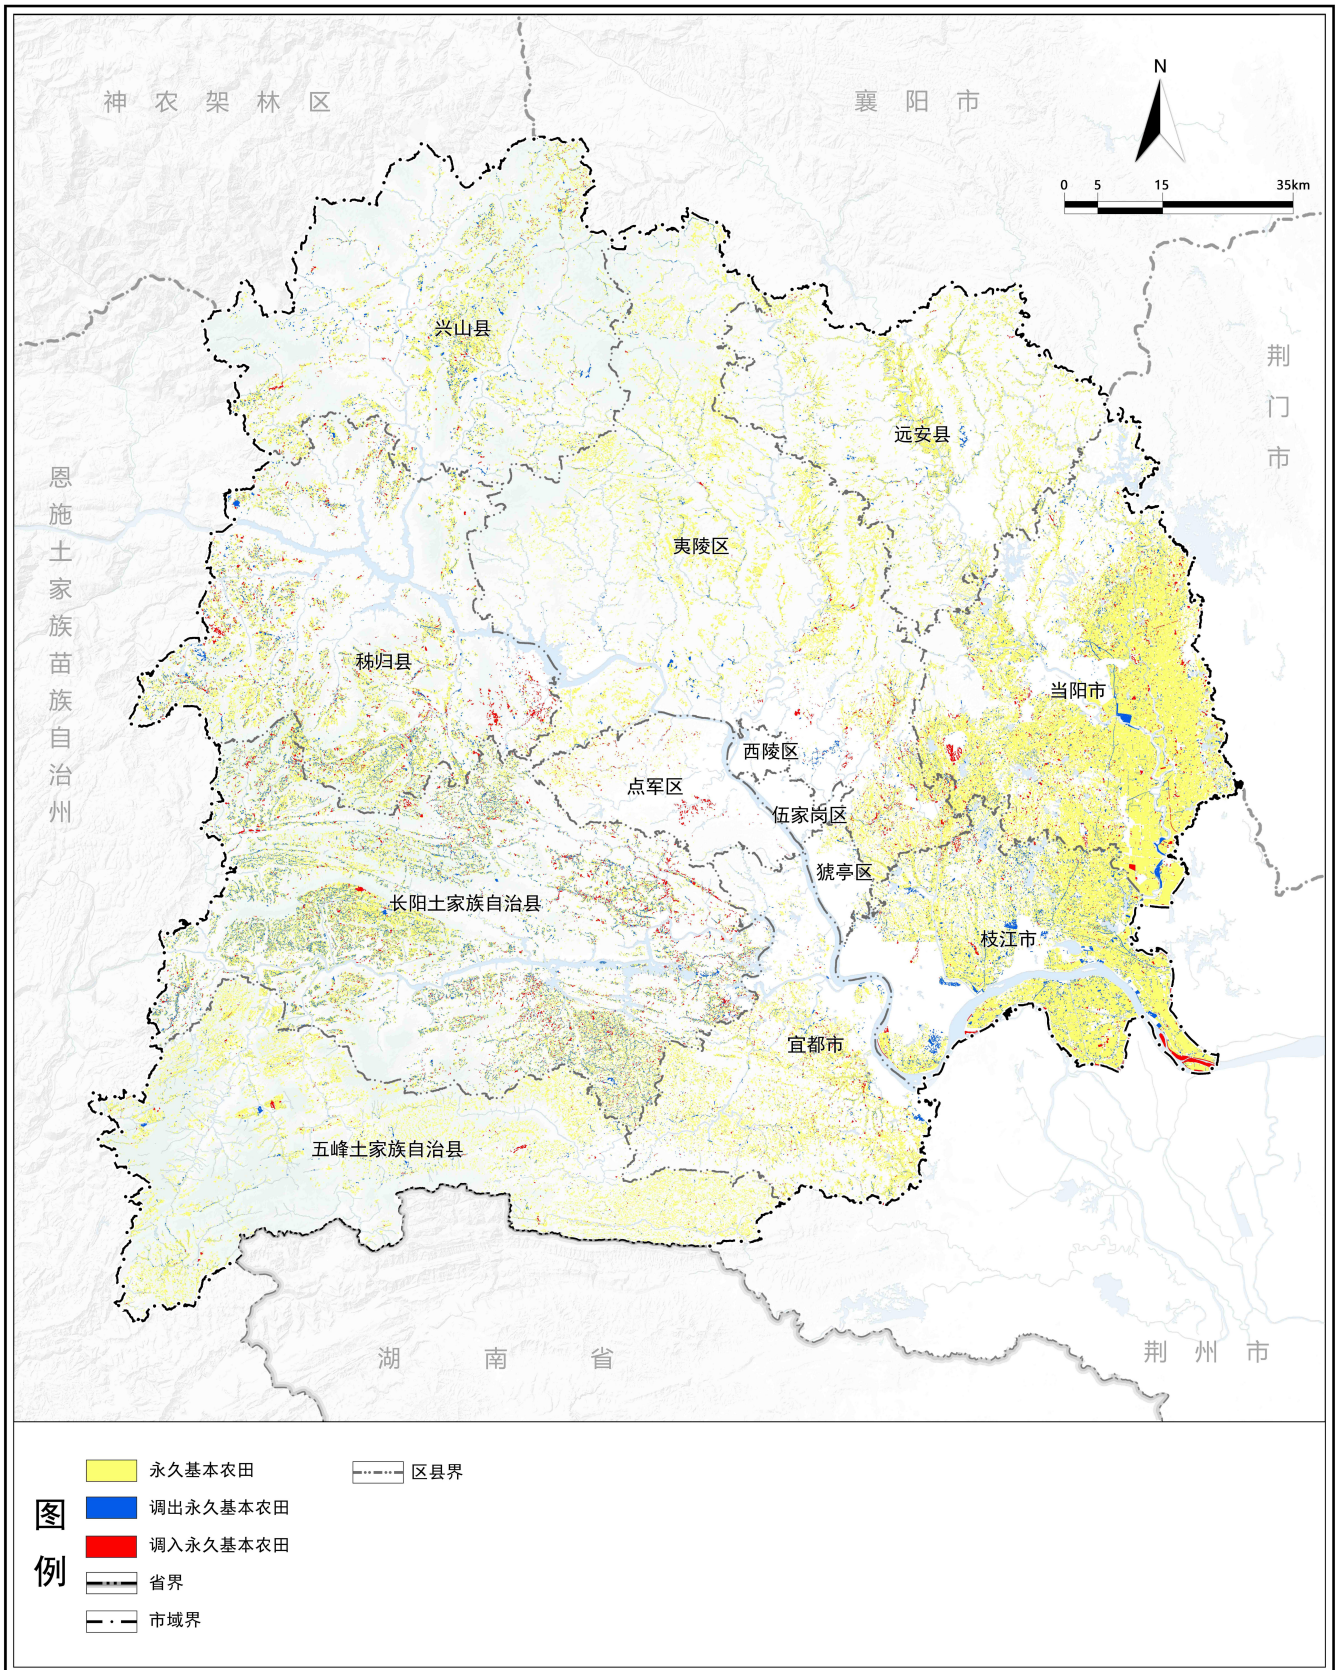 神农架林区
襄阳市
N
0 5 15 35km
荆门市
恩施土家族苗族自治州
兴山县
远安县
夷陵区
秭归县
当阳市
西陵区
点军区
伍家岗区
猇亭区
长阳土家族自治县
枝江市
宜都市
五峰土家族自治县
湖南省
荆州市
图例
永久基本农田
区县界
调出永久基本农田
调入永久基本农田
省界
市域界